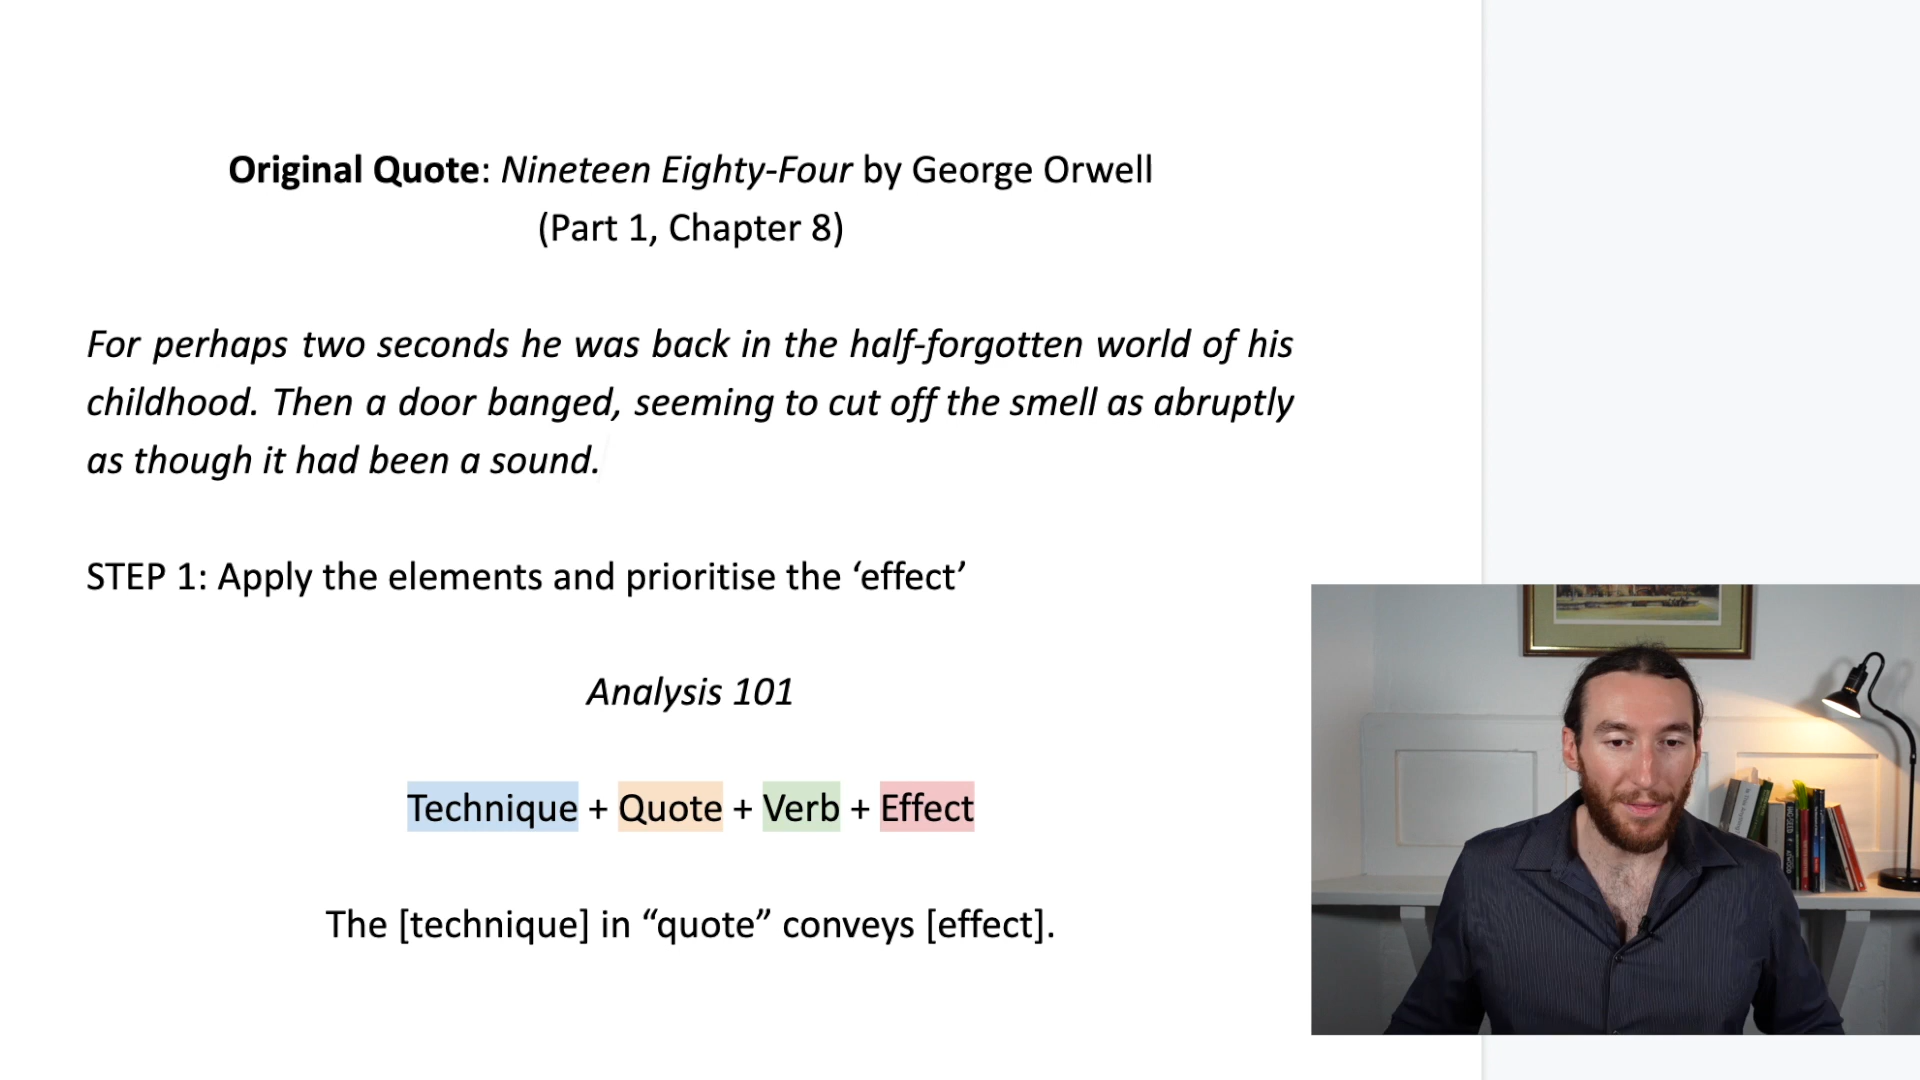 Original Quote: Nineteen Eighty-Four by George Orwell
(Part 1, Chapter 8)
For perhaps two seconds he was back in the half-forgotten world of his
childhood. Then a door banged, seeming to cut off the smell as abruptly
as though it had been a sound.
STEP 1: Apply the elements and prioritise the ‘effect’
Analysis 101
Technique + Quote + Verb + Effect
The [technique] in “quote” conveys [effect].